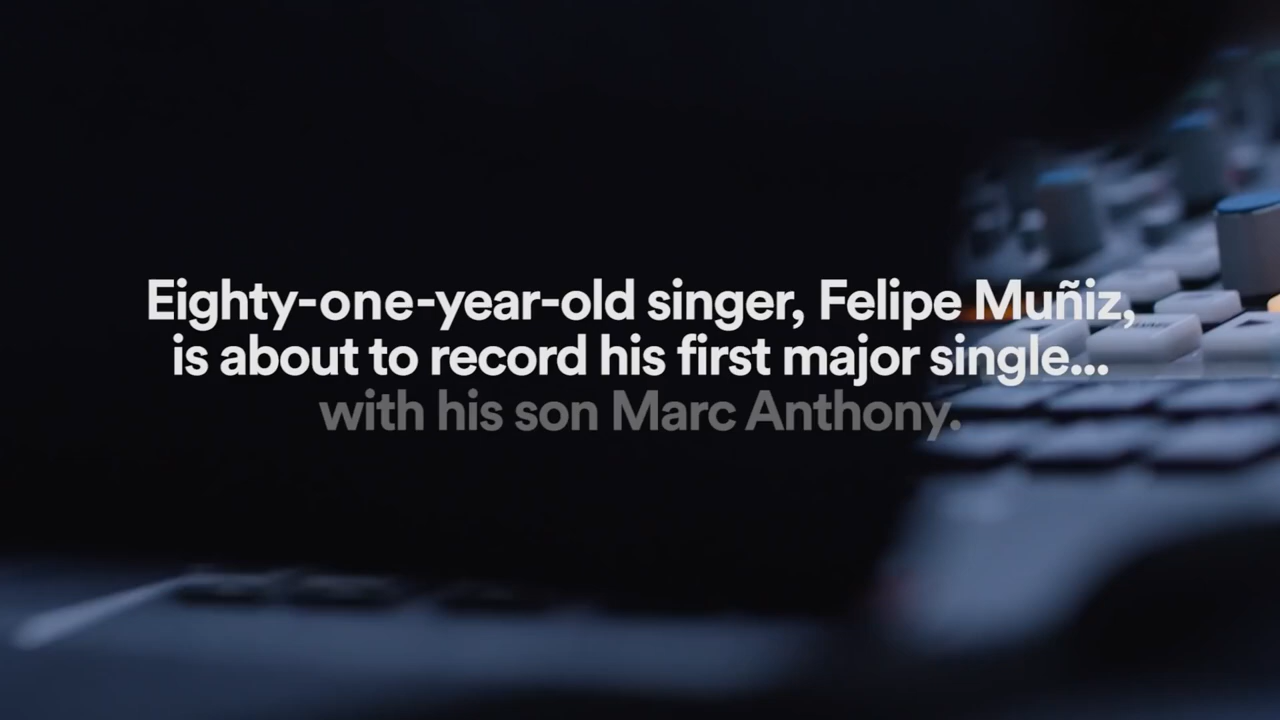 Eighty-one-year-old singer, Felipe Muñiz,
is about to record his first major single...
with his son Marc Anthony.